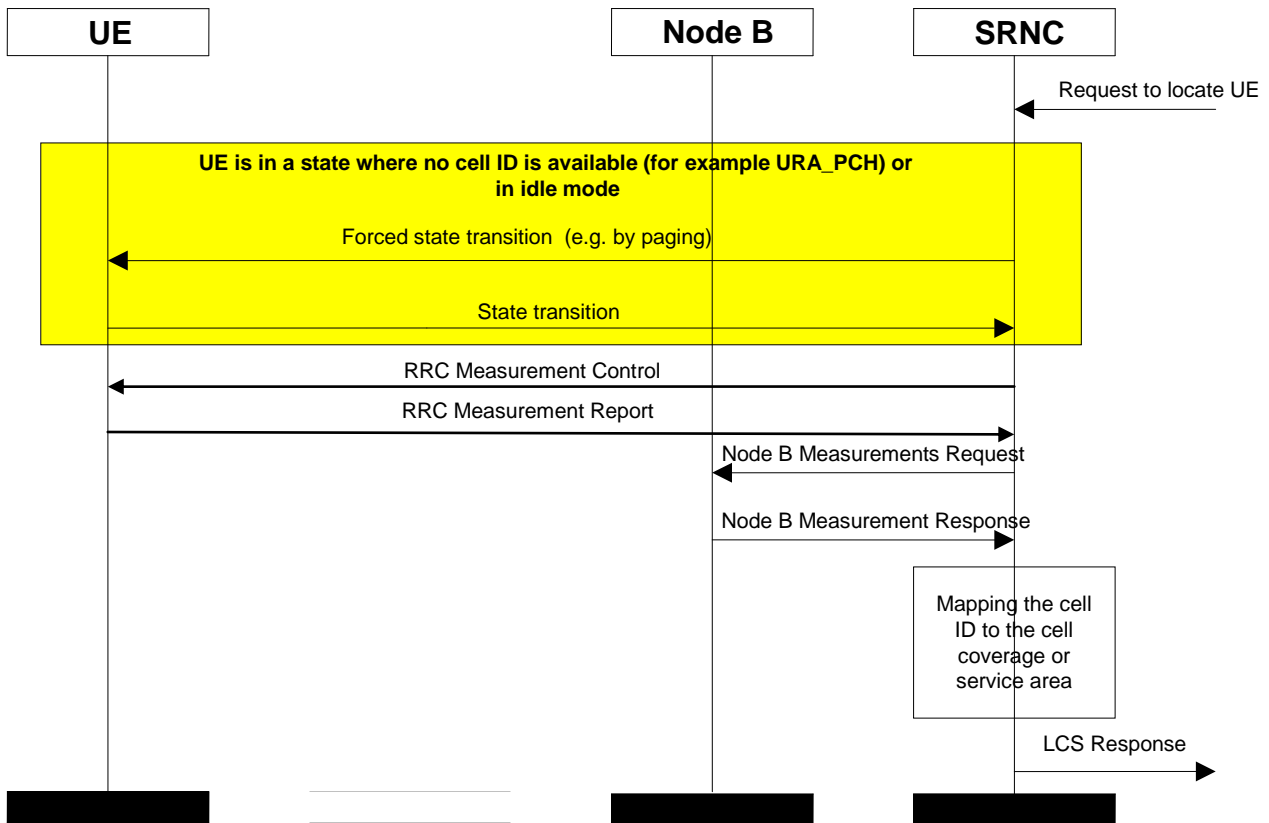 UE
Node B
SRNC
Request to locate UE
UE is in a state where no cell ID is available (for example URA_PCH) or
in idle mode
Forced state transition (e.g. by paging)
State transition
RRC Measurement Control
RRC Measurement Report
Node B Measurements Request
Node B Measurement Response
Mapping the cell
ID to the cell
coverage or
service area
LCS Response